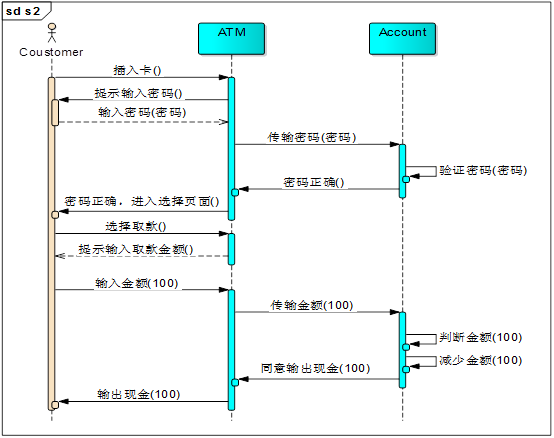 sd s2
Coustomer
ATM
Account
插入卡()
提示输入密码()
输入密码(密码)
传输密码(密码)
验证密码(密码)
密码正确()
密码正确，进入选择页面()
选择取款()
提示输入取款金额()
输入金额(100)
传输金额(100)
判断金额(100)
减少金额(100)
同意输出现金(100)
输出现金(100)